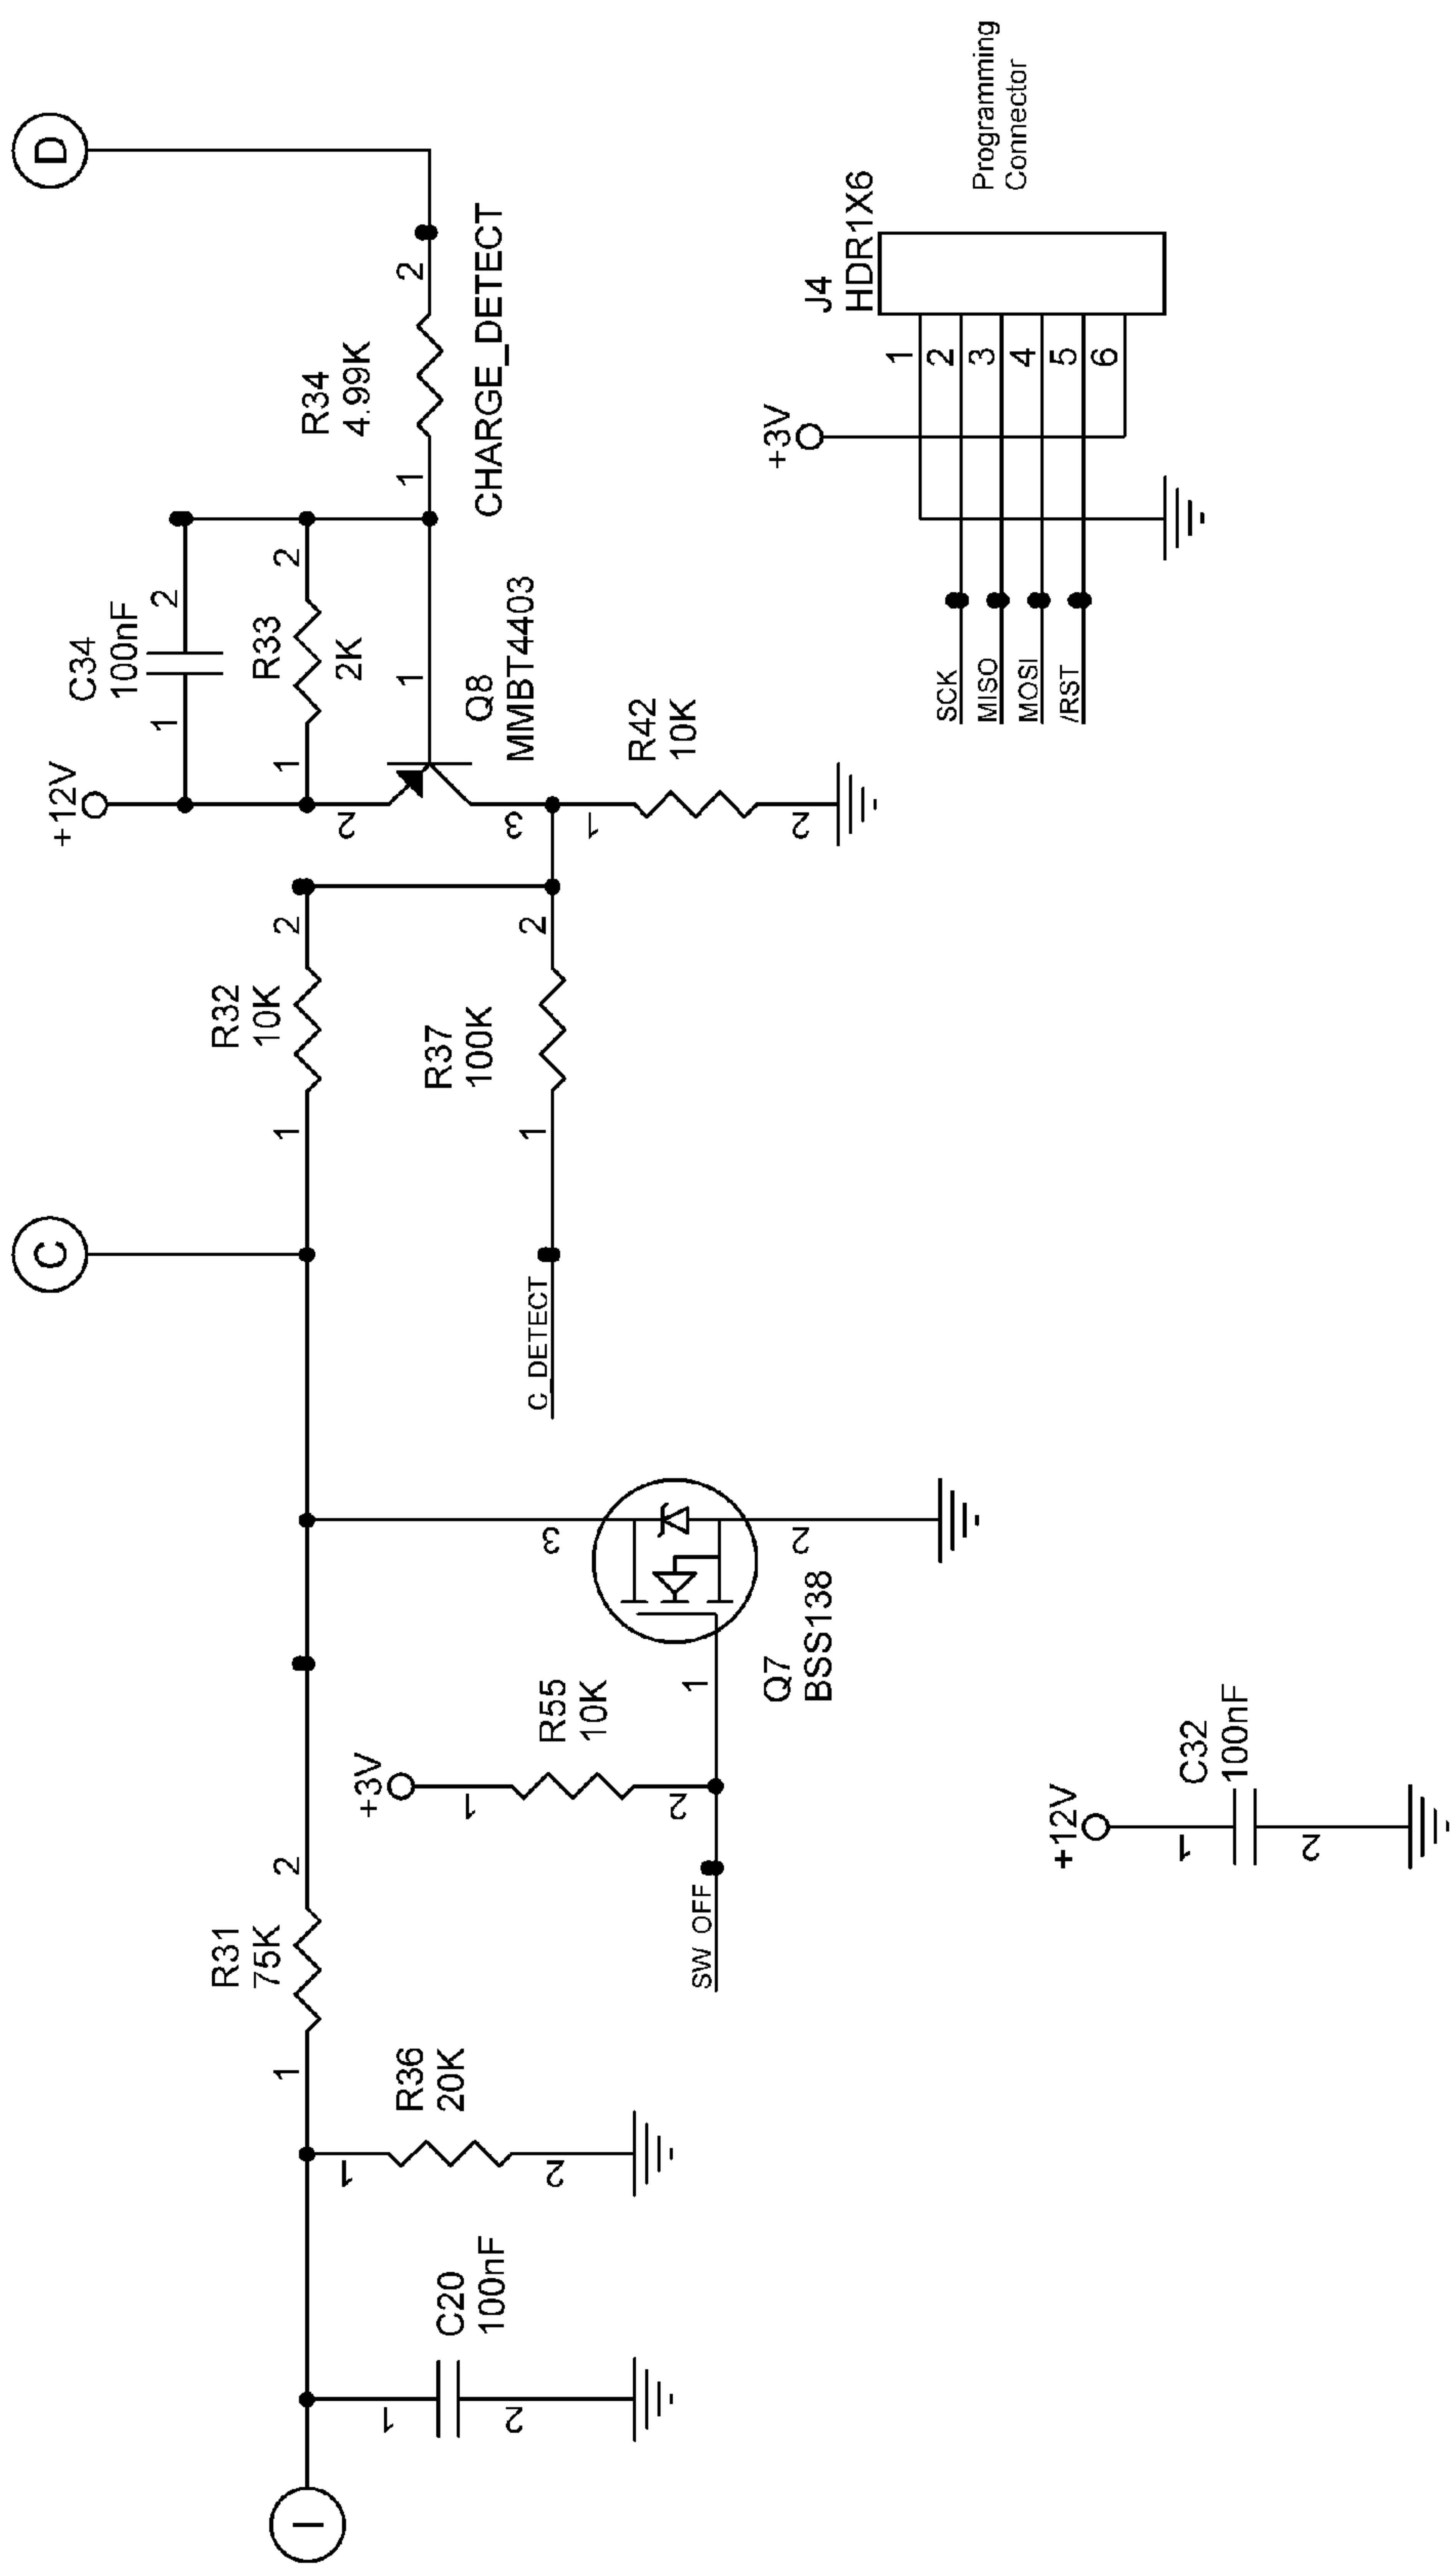 I
C
D
C20
100nF
1
2
R36
20K
1
2
R31
75K
1
2
+3V
R55
10K
1
2
SW_OFF
1
3
2
Q7
BSS138
R32
10K
1
2
C_DETECT
R37
100K
1
2
+12V
C34
100nF
1
2
R33
2K
1
2
1
2
3
Q8
MMBT4403
R42
10K
1
2
R34
4.99K
1
2
CHARGE_DETECT
+12V
C32
100nF
1
2
+3V
J4
HDR1X6
1
2
3
4
5
6
SCK
MISO
MOSI
/RST
Programming
Connector